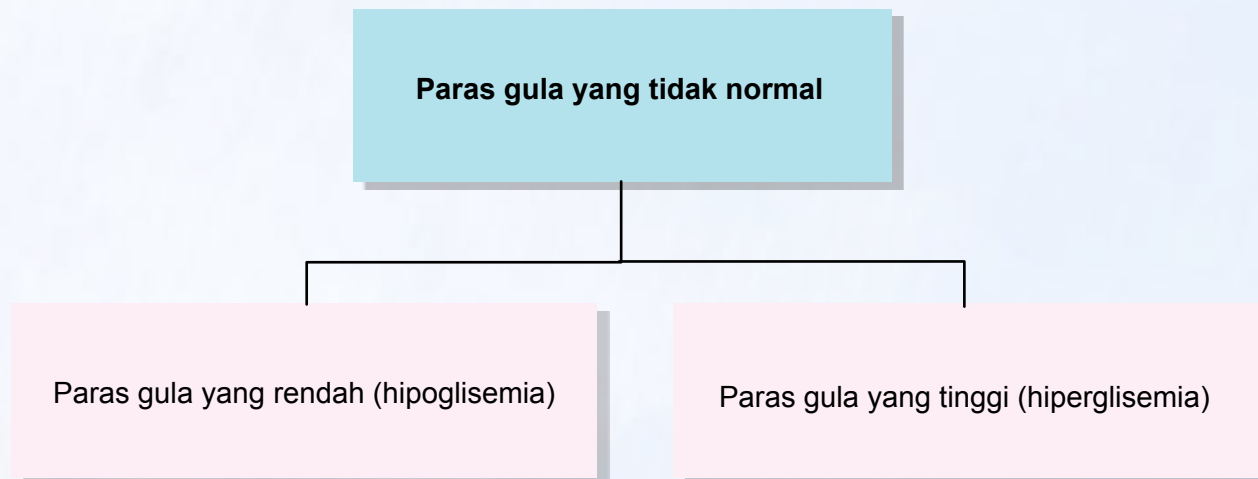 Paras gula yang tidak normal
Paras gula yang rendah (hipoglisemia)
Paras gula yang tinggi (hiperglisemia)